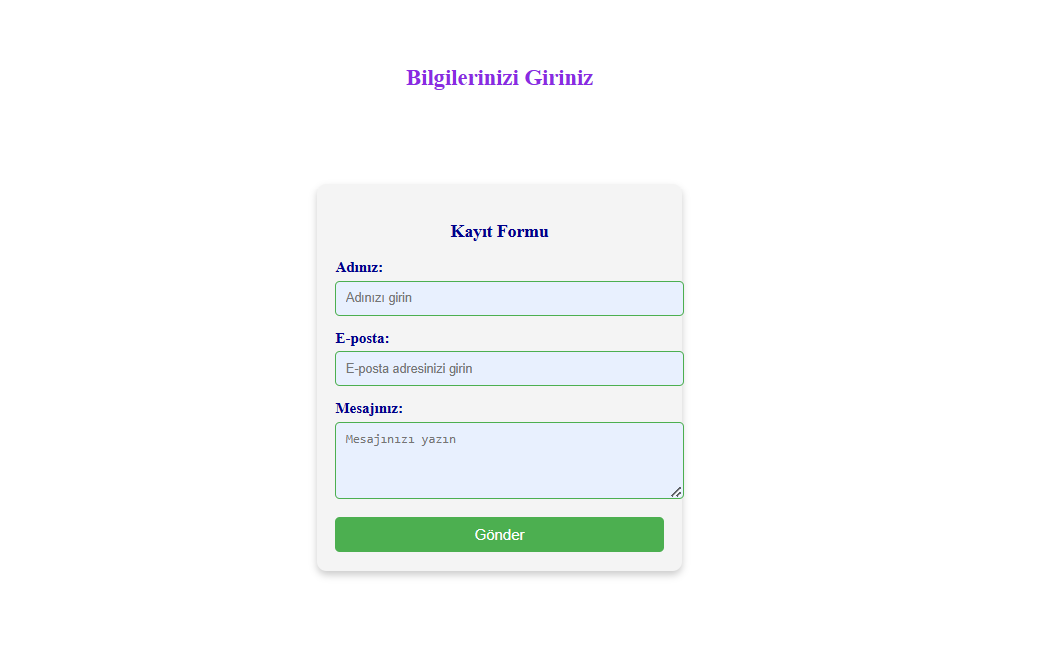 Bilgilerinizi Giriniz
Kayıt Formu
Adınız:
Adınızı girin
E-posta:
E-posta adresinizi girin
Mesajınız:
Mesajınızı yazın
Gönder